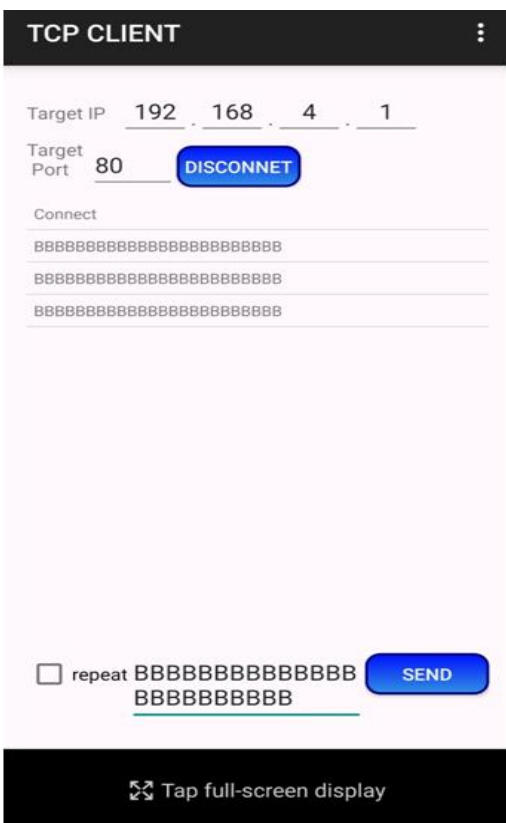 TCP CLIENT
Target IP 192 . 168 . 4 . 1
Target
Port 80 DISCONNET
Connect
BBBBBBBBBBBBBBBBBBBBBBBB
BBBBBBBBBBBBBBBBBBBBBBBB
BBBBBBBBBBBBBBBBBBBBBBBB
repeat BBBBBBBBBBBBBB SEND
BBBBBBBBBB
Tap full-screen display